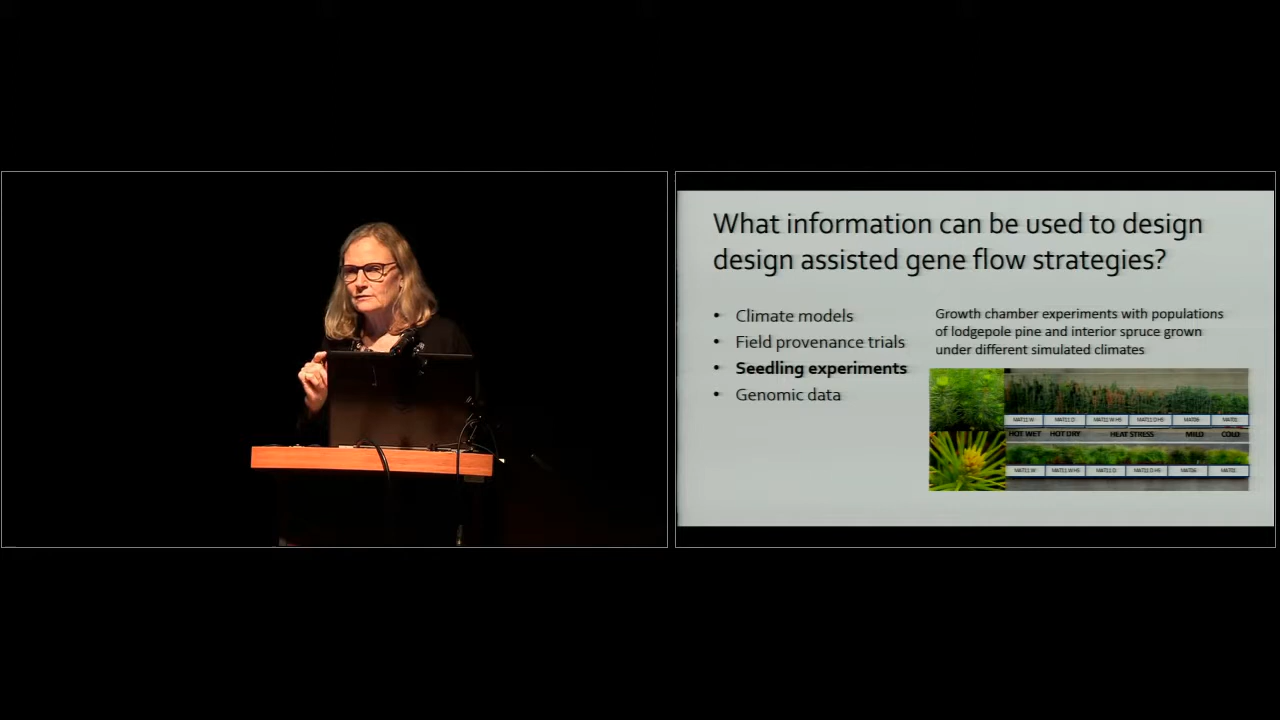 What information can be used to design
design assisted gene flow strategies?
• Climate models
• Field provenance trials
• Seedling experiments
• Genomic data
Growth chamber experiments with populations
of lodgepole pine and interior spruce grown
under different simulated climates
HOT WET HOT DRY HEAT STRESS MILD COLD